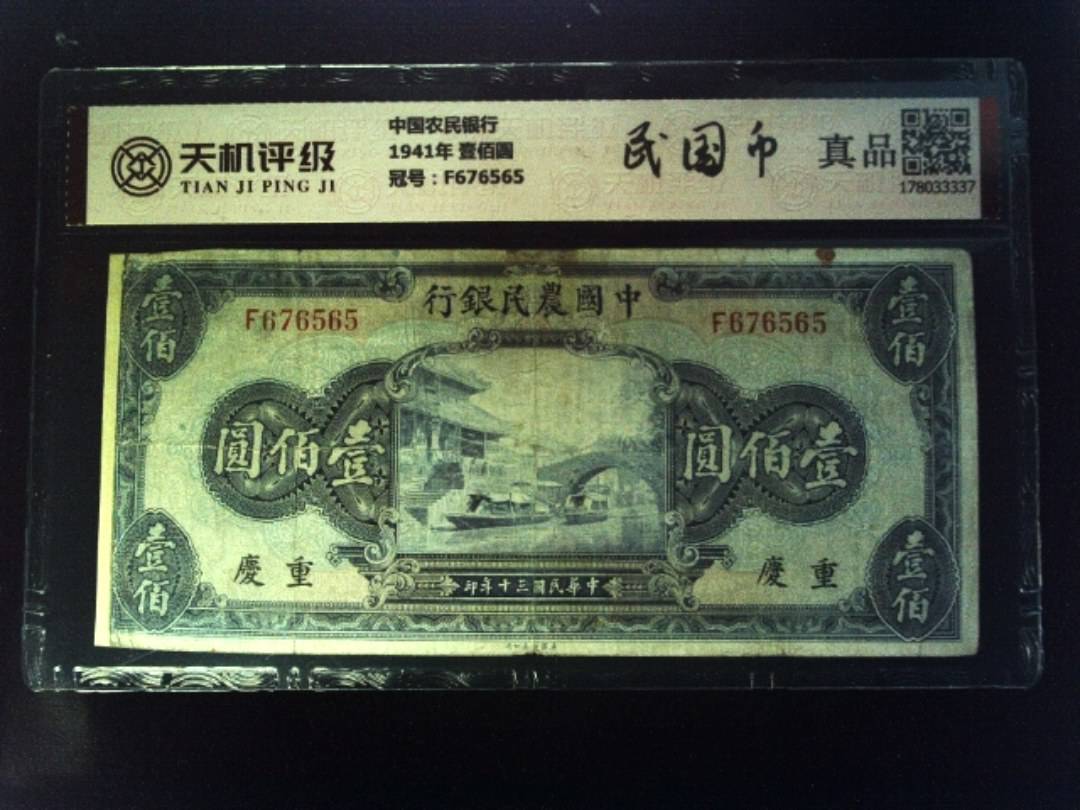 天机评级
TIAN JI PING JI
中国农民银行
1941年 壹佰圆
冠号：F676565
民国币
真品
178033337
中國農民銀行
F676565
F676565
壹佰
壹佰
壹佰圓
壹佰圓
重慶
重慶
壹佰
壹佰
中華民國三十年印